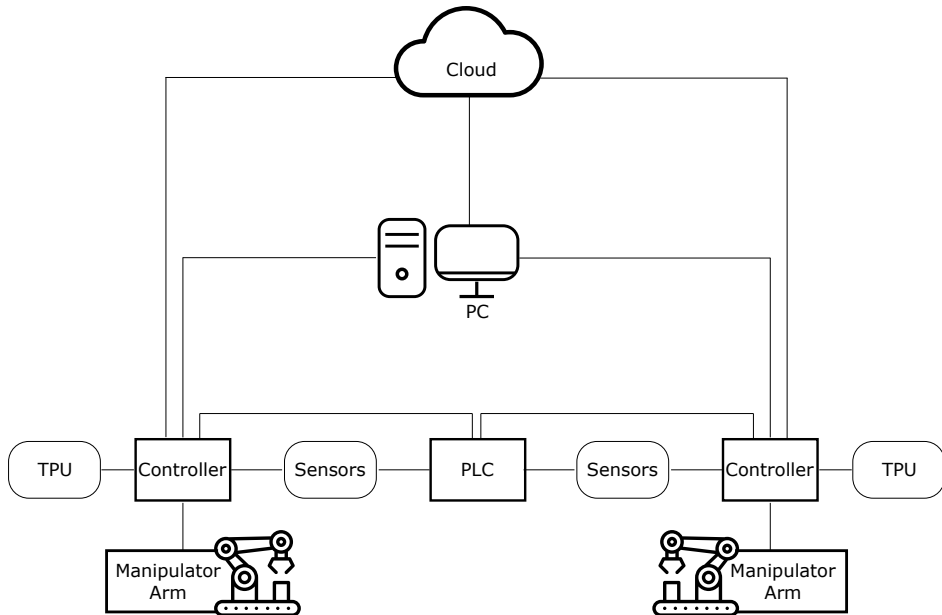 Cloud
PC
TPU
Controller
Sensors
PLC
Sensors
Controller
TPU
Manipulator
Arm
Manipulator
Arm